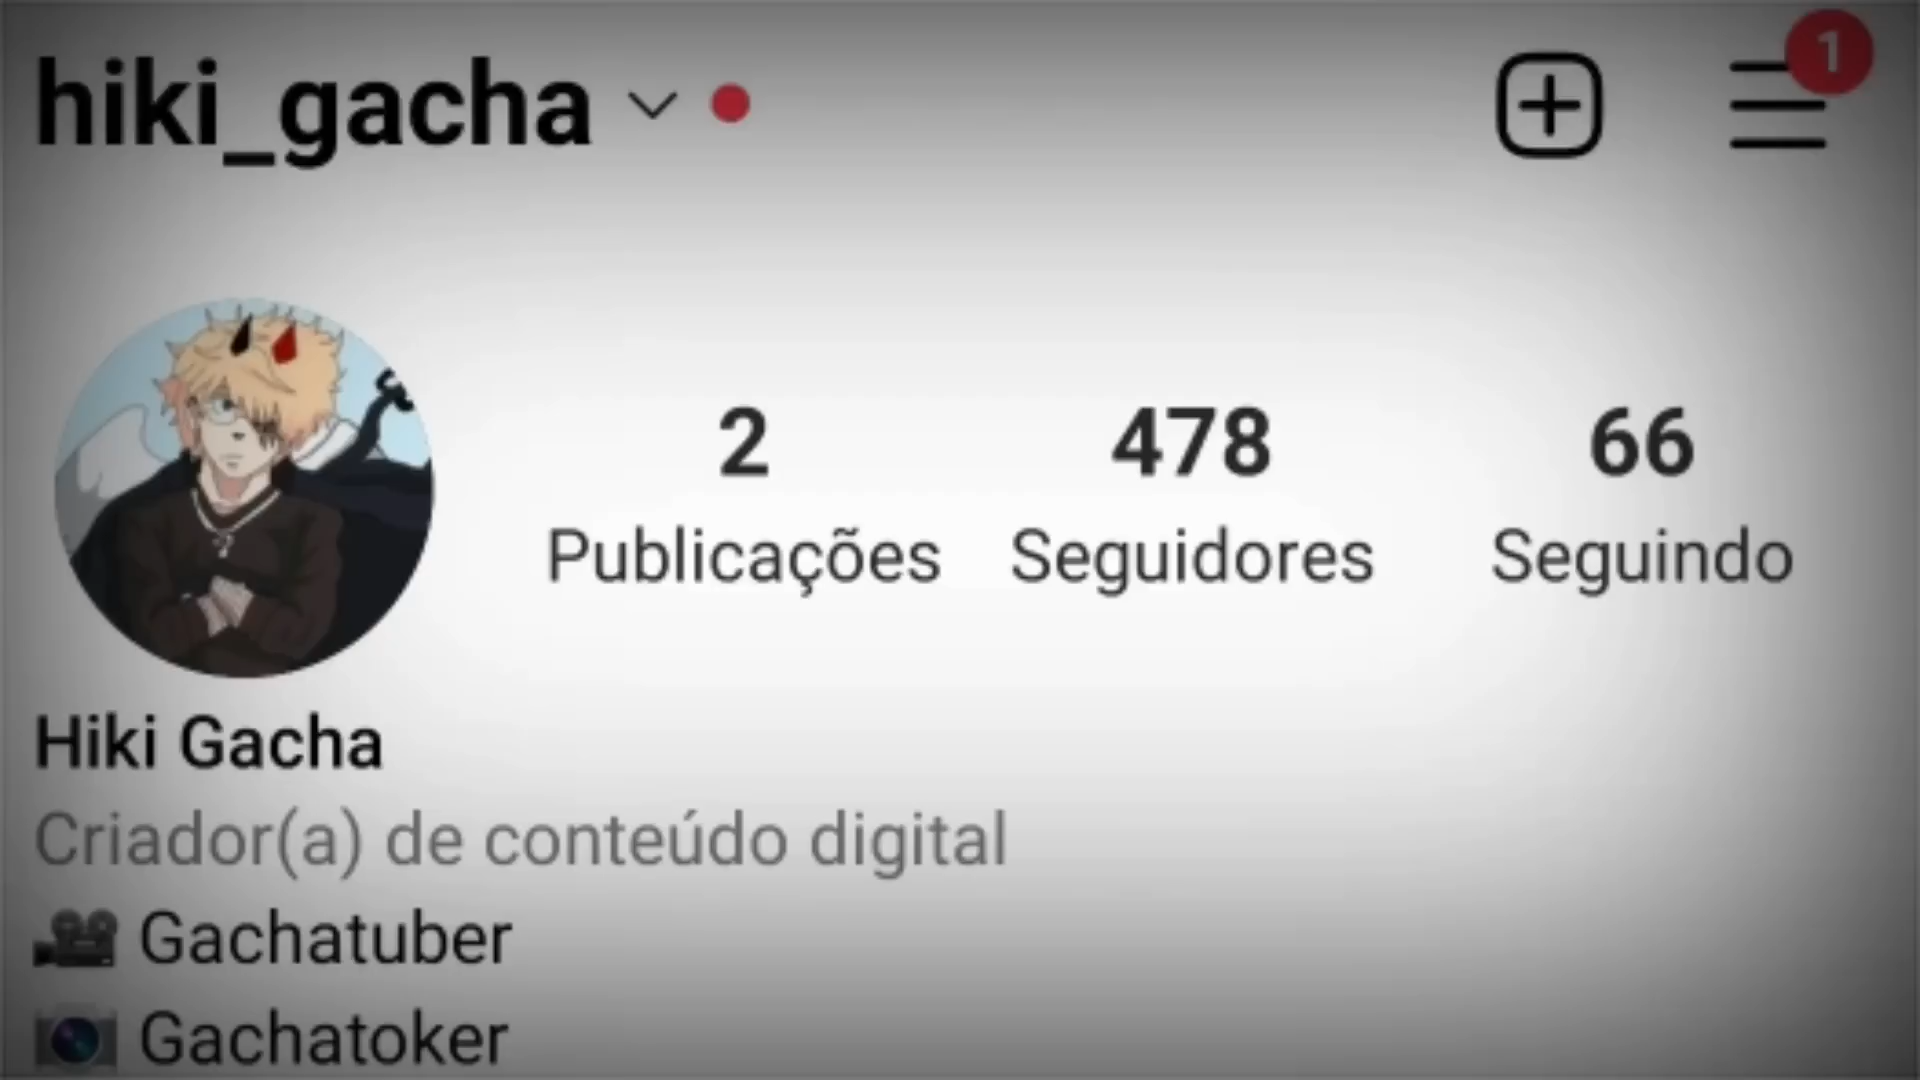 hiki_gacha
1
2 478 66
Publicações Seguidores Seguindo
Hiki Gacha
Criador(a) de conteúdo digital
Gachatuber
Gachatoker